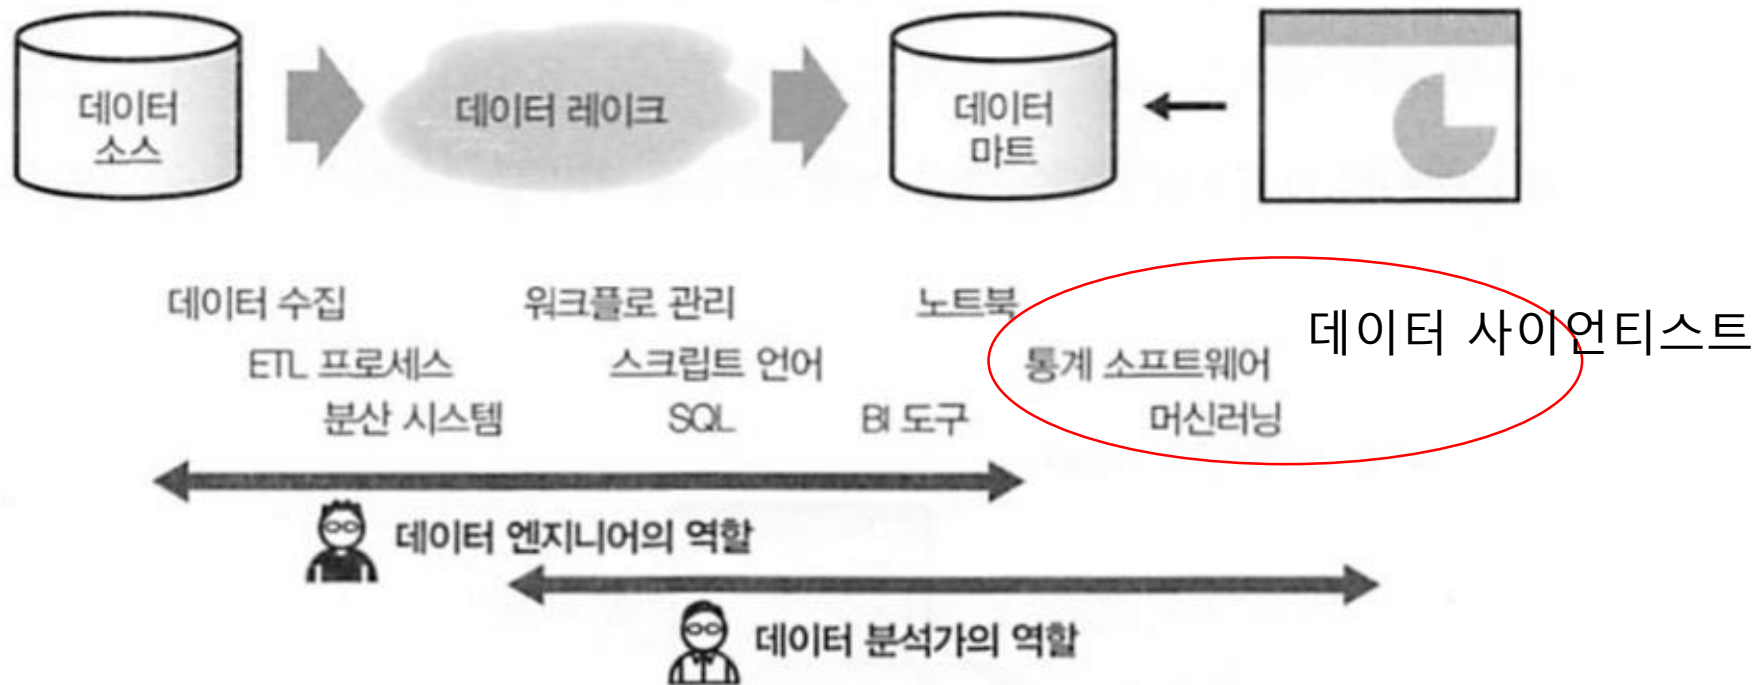 데이터
소스
데이터 레이크
데이터
마트
데이터 수집
워크플로 관리
노트북
데이터 사이언티스트
ETL 프로세스
스크립트 언어
통계 소프트웨어
분산 시스템
SQL
BI 도구
머신러닝
데이터 엔지니어의 역할
데이터 분석가의 역할